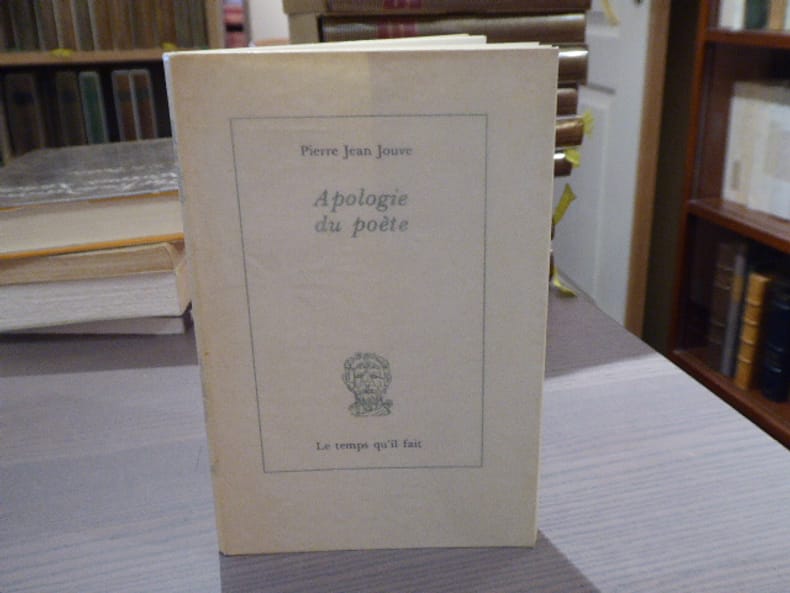 Pierre Jean Jouve
Apologie
du poète
Le temps qu'il fait